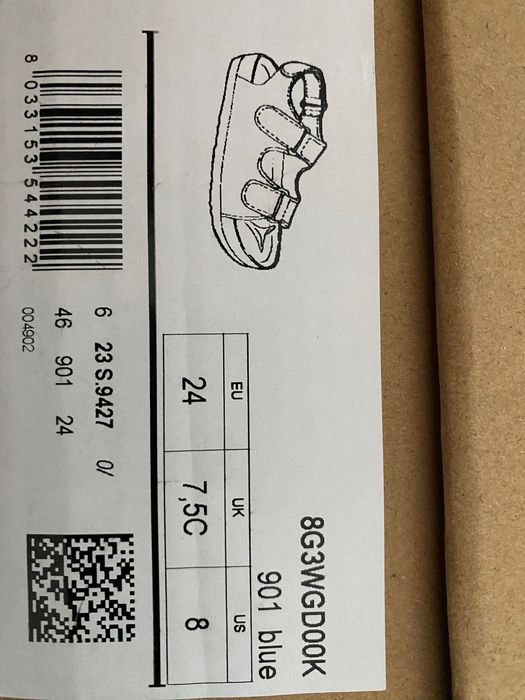 8G3WGD00K
901 blue
EU UK US
24 7,5C 8
6 23 S.9427 0/
46 901 24
004902
8 033153 544222